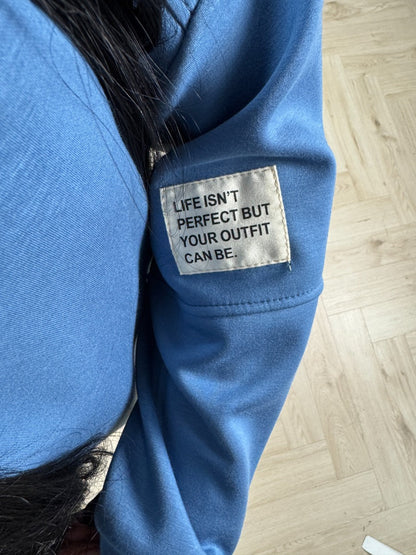 LIFE ISN'T
PERFECT BUT
YOUR OUTFIT
CAN BE.